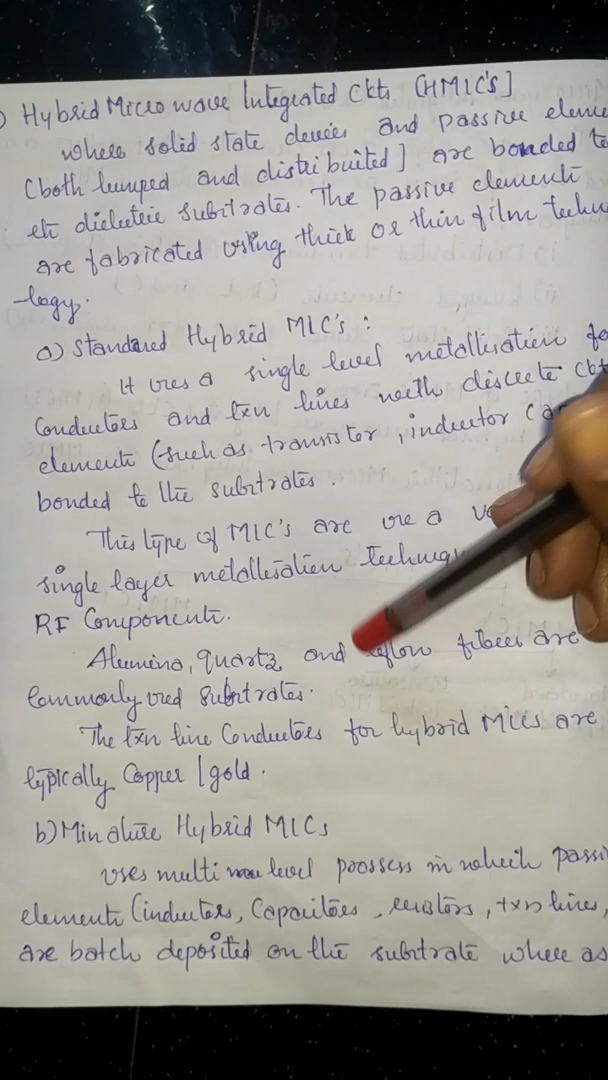 ) Hybrid Micro wave Integrated Ckts [HMIC's]
where solid state devices and passive eleme
(both lumped and distributed] are bonded to
its dielectric substrates. The passive elements
are fabricated using thick or thin film techno
-logy.
a) Standard Hybrid MIC's :
It uses a single level metallisation fo
Conductors and txn lines with discrete Ckt
elements (such as transistor, inductor Ca
bonded to the substrates.
This type of MIC's are use a
single layer metallisation techniqu
RF Components.
Alumina, quartz and fibres are
Commonly used Substrates.
The txn line Conductors for hybrid MICs are
typically Copper / gold.
b) Miniature Hybrid MICs
uses multi level process in which passi
elements (inductors, Capacitors, resistors, txn lines,
are batch deposited on the substrate where as